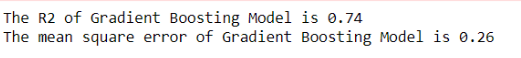 The R2 of Gradient Boosting Model is 0.74
The mean square error of Gradient Boosting Model is 0.26